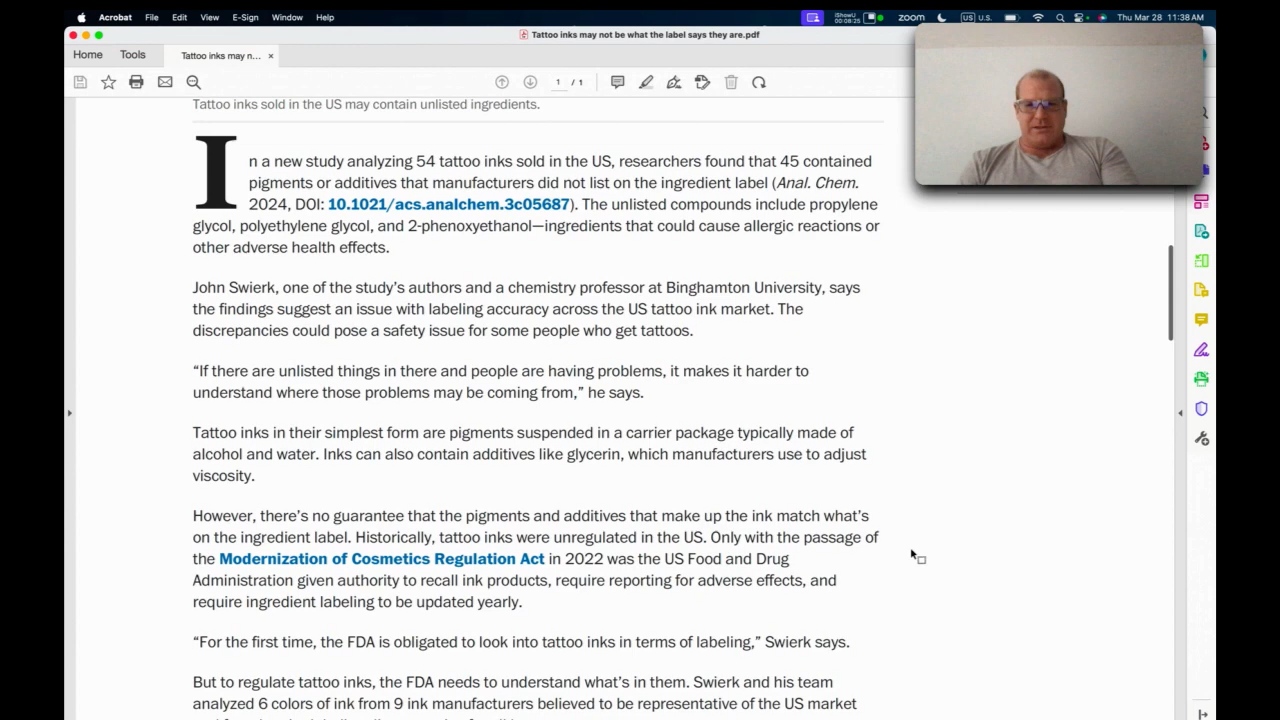 Acrobat File Edit View E-Sign Window Help
iShowU
00:08:25
zoom
US U.S.
Thu Mar 28 11:38 AM
Tattoo inks may not be what the label says they are.pdf
Home Tools Tattoo inks may n... ×
1 / 1
Tattoo inks sold in the US may contain unlisted ingredients.
In a new study analyzing 54 tattoo inks sold in the US, researchers found that 45 contained
pigments or additives that manufacturers did not list on the ingredient label (Anal. Chem.
2024, DOI: 10.1021/acs.analchem.3c05687). The unlisted compounds include propylene
glycol, polyethylene glycol, and 2-phenoxyethanol—ingredients that could cause allergic reactions or
other adverse health effects.
John Swierk, one of the study’s authors and a chemistry professor at Binghamton University, says
the findings suggest an issue with labeling accuracy across the US tattoo ink market. The
discrepancies could pose a safety issue for some people who get tattoos.
“If there are unlisted things in there and people are having problems, it makes it harder to
understand where those problems may be coming from,” he says.
Tattoo inks in their simplest form are pigments suspended in a carrier package typically made of
alcohol and water. Inks can also contain additives like glycerin, which manufacturers use to adjust
viscosity.
However, there’s no guarantee that the pigments and additives that make up the ink match what’s
on the ingredient label. Historically, tattoo inks were unregulated in the US. Only with the passage of
the Modernization of Cosmetics Regulation Act in 2022 was the US Food and Drug
Administration given authority to recall ink products, require reporting for adverse effects, and
require ingredient labeling to be updated yearly.
“For the first time, the FDA is obligated to look into tattoo inks in terms of labeling,” Swierk says.
But to regulate tattoo inks, the FDA needs to understand what’s in them. Swierk and his team
analyzed 6 colors of ink from 9 ink manufacturers believed to be representative of the US market